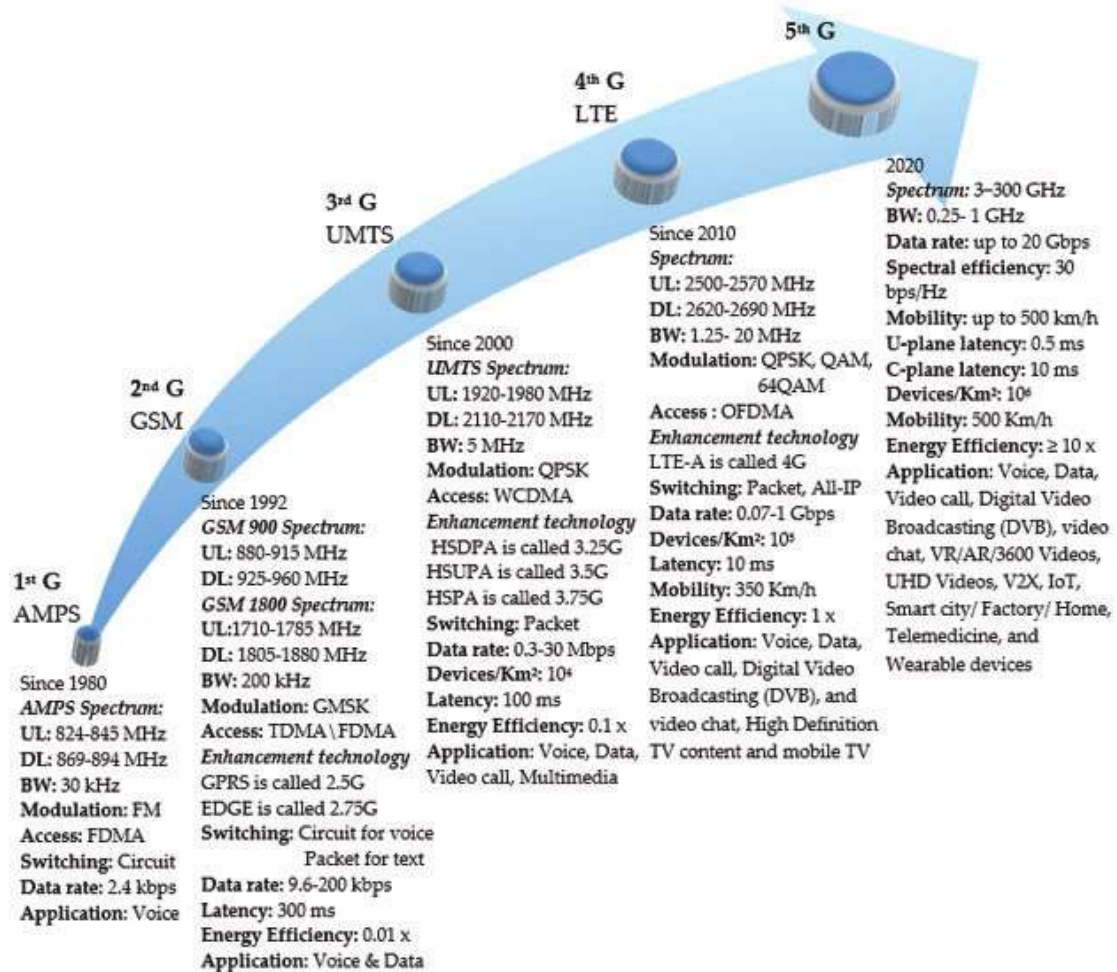 1ˢᵗ G
AMPS
Since 1980
AMPS Spectrum:
UL: 824-845 MHz
DL: 869-894 MHz
BW: 30 kHz
Modulation: FM
Access: FDMA
Switching: Circuit
Data rate: 2.4 kbps
Application: Voice
2ⁿᵈ G
GSM
Since 1992
GSM 900 Spectrum:
UL: 880-915 MHz
DL: 925-960 MHz
GSM 1800 Spectrum:
UL:1710-1785 MHz
DL: 1805-1880 MHz
BW: 200 kHz
Modulation: GMSK
Access: TDMA\FDMA
Enhancement technology
GPRS is called 2.5G
EDGE is called 2.75G
Switching: Circuit for voice
Packet for text
Data rate: 9.6-200 kbps
Latency: 300 ms
Energy Efficiency: 0.01 x
Application: Voice & Data
3ʳᵈ G
UMTS
Since 2000
UMTS Spectrum:
UL: 1920-1980 MHz
DL: 2110-2170 MHz
BW: 5 MHz
Modulation: QPSK
Access: WCDMA
Enhancement technology
HSDPA is called 3.25G
HSUPA is called 3.5G
HSPA is called 3.75G
Switching: Packet
Data rate: 0.3-30 Mbps
Devices/Km²: 10⁴
Latency: 100 ms
Energy Efficiency: 0.1 x
Application: Voice, Data,
Video call, Multimedia
4ᵗʰ G
LTE
Since 2010
Spectrum:
UL: 2500-2570 MHz
DL: 2620-2690 MHz
BW: 1.25- 20 MHz
Modulation: QPSK, QAM,
64QAM
Access : OFDMA
Enhancement technology
LTE-A is called 4G
Switching: Packet, All-IP
Data rate: 0.07-1 Gbps
Devices/Km²: 10⁵
Latency: 10 ms
Mobility: 350 Km/h
Energy Efficiency: 1 x
Application: Voice, Data,
Video call, Digital Video
Broadcasting (DVB), and
video chat, High Definition
TV content and mobile TV
5ᵗʰ G
2020
Spectrum: 3–300 GHz
BW: 0.25- 1 GHz
Data rate: up to 20 Gbps
Spectral efficiency: 30
bps/Hz
Mobility: up to 500 km/h
U-plane latency: 0.5 ms
C-plane latency: 10 ms
Devices/Km²: 10⁶
Mobility: 500 Km/h
Energy Efficiency: ≥ 10 x
Application: Voice, Data,
Video call, Digital Video
Broadcasting (DVB), video
chat, VR/AR/3600 Videos,
UHD Videos, V2X, IoT,
Smart city/ Factory/ Home,
Telemedicine, and
Wearable devices